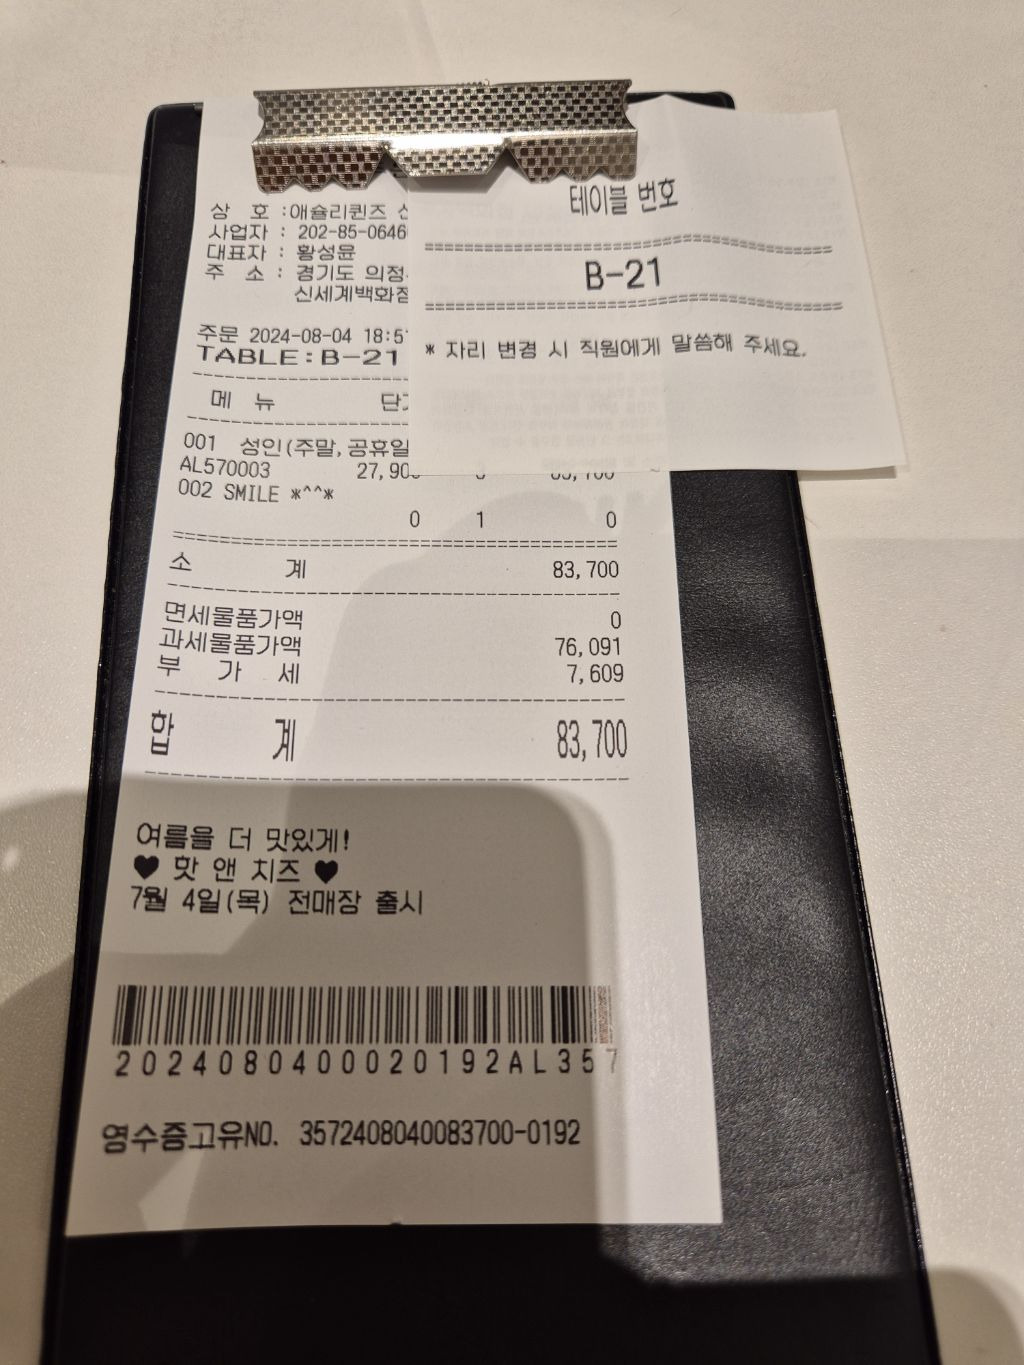 상 호 :애슐리퀸즈
사업자 : 202-85-0646
대표자 : 황성윤
주 소 : 경기도
신세계백화점
주문 2024-08-04 18:5
TABLE:B-21
메 뉴
001 성인(주말,공휴일
AL570003 27,90
002 SMILE *^^*
0 1 0
소 계 83,700
면세물품가액 0
과세물품가액 76,091
부 가 세 7,609
합 계 83,700
여름을 더 맛있게!
♥ 핫 앤 치즈 ♥
7월 4일(목) 전매장 출시
2024080400020192AL357
영수증고유NO. 3572408040083700-0192
테이블 번호
B-21
* 자리 변경 시 직원에게 말씀해 주세요.